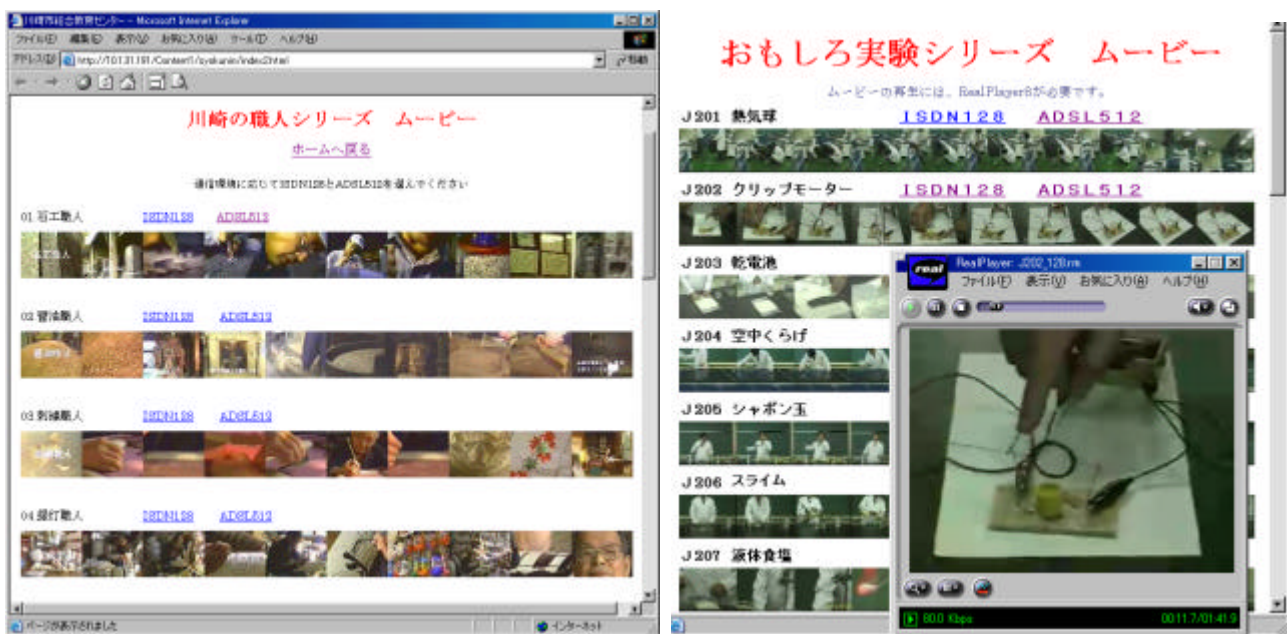 川崎市総合教育センター - Microsoft Internet Explorer
ファイル(F) 編集(E) 表示(V) お気に入り(A) ツール(T) ヘルプ(H)
アドレス(D) 移動
川崎の職人シリーズ ムービー
ホームへ戻る
通信環境に応じてISDN128とADSL512を選んでください
01 石工職人 ISDN128 ADSL512
02 醤油職人 ISDN128 ADSL512
03 刺繍職人 ISDN128 ADSL512
04 提灯職人 ISDN128 ADSL512
ページが表示されました インターネット
おもしろ実験シリーズ ムービー
ムービーの再生には、RealPlayer8が必要です。
J201 熱気球 ISDN128 ADSL512
J202 クリップモーター ISDN128 ADSL512
J203 乾電池
J204 空中くらげ
J205 シャボン玉
J206 スライム
J207 液体食塩
real
RealPlayer: J202_128.rm
ファイル(F) 表示(V) お気に入り(A) ヘルプ(H)
80.0 Kbps 00:11.7/01:41.9